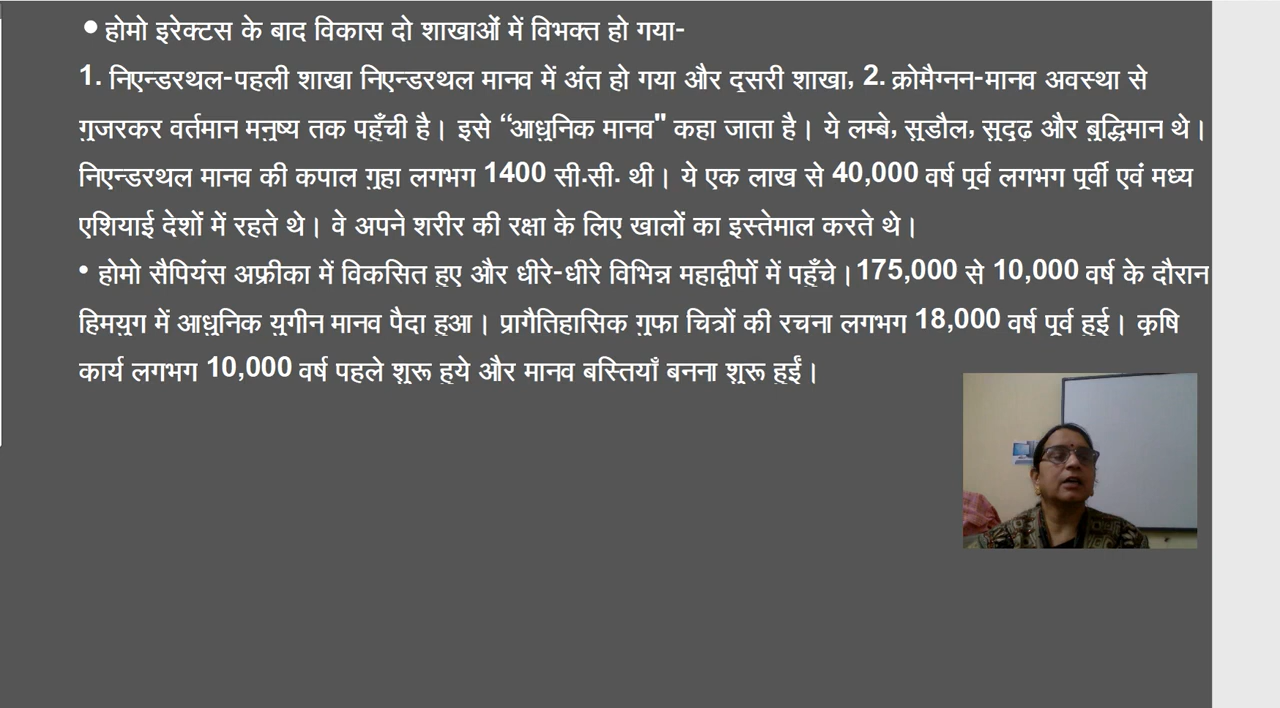 • होमो इरेक्टस के बाद विकास दो शाखाओं में विभक्त हो गया-
1. निएन्डरथल-पहली शाखा निएन्डरथल मानव में अंत हो गया और दूसरी शाखा, 2. क्रोमैग्नन-मानव अवस्था से
गुजरकर वर्तमान मनुष्य तक पहुँची है। इसे “आधुनिक मानव" कहा जाता है। ये लम्बे, सुडौल, सुदृढ़ और बुद्धिमान थे।
निएन्डरथल मानव की कपाल गुहा लगभग 1400 सी.सी. थी। ये एक लाख से 40,000 वर्ष पूर्व लगभग पूर्वी एवं मध्य
एशियाई देशों में रहते थे। वे अपने शरीर की रक्षा के लिए खालों का इस्तेमाल करते थे।
• होमो सैपियंस अफ्रीका में विकसित हुए और धीरे-धीरे विभिन्न महाद्वीपों में पहुँचे।175,000 से 10,000 वर्ष के दौरान
हिमयुग में आधुनिक युगीन मानव पैदा हुआ। प्रागैतिहासिक गुफा चित्रों की रचना लगभग 18,000 वर्ष पूर्व हुई। कृषि
कार्य लगभग 10,000 वर्ष पहले शुरू हुये और मानव बस्तियाँ बनना शुरू हुईं।